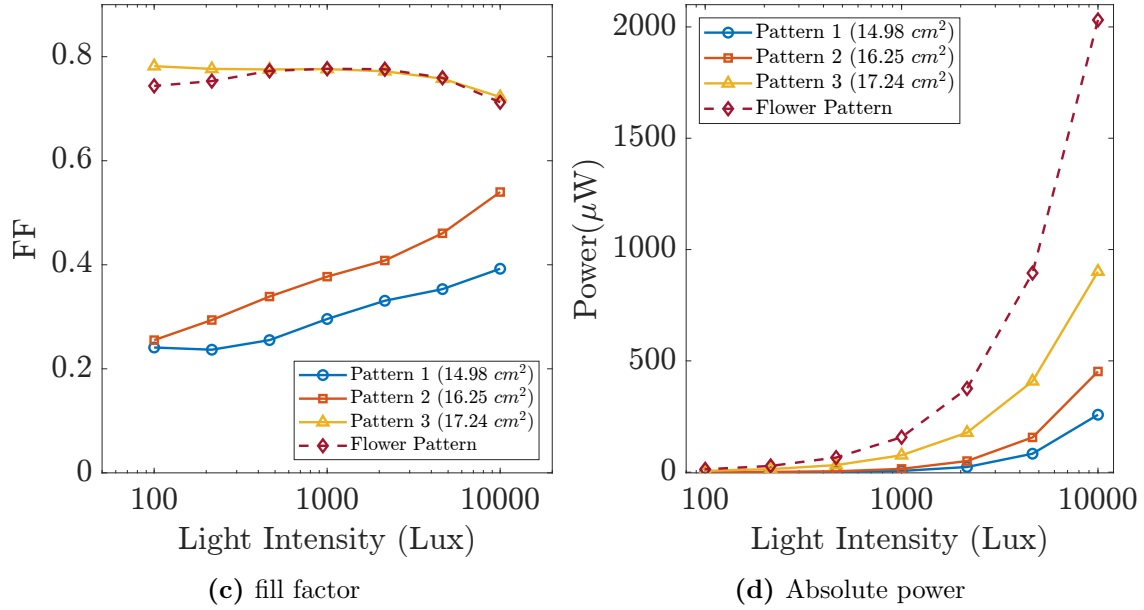 0.8
0.6
0.4
0.2
0
FF
Pattern 1 (14.98 cm²)
Pattern 2 (16.25 cm²)
Pattern 3 (17.24 cm²)
Flower Pattern
100
1000
10000
Light Intensity (Lux)
(c) fill factor
2000
1500
1000
500
0
Power(μW)
Pattern 1 (14.98 cm²)
Pattern 2 (16.25 cm²)
Pattern 3 (17.24 cm²)
Flower Pattern
100
1000
10000
Light Intensity (Lux)
(d) Absolute power